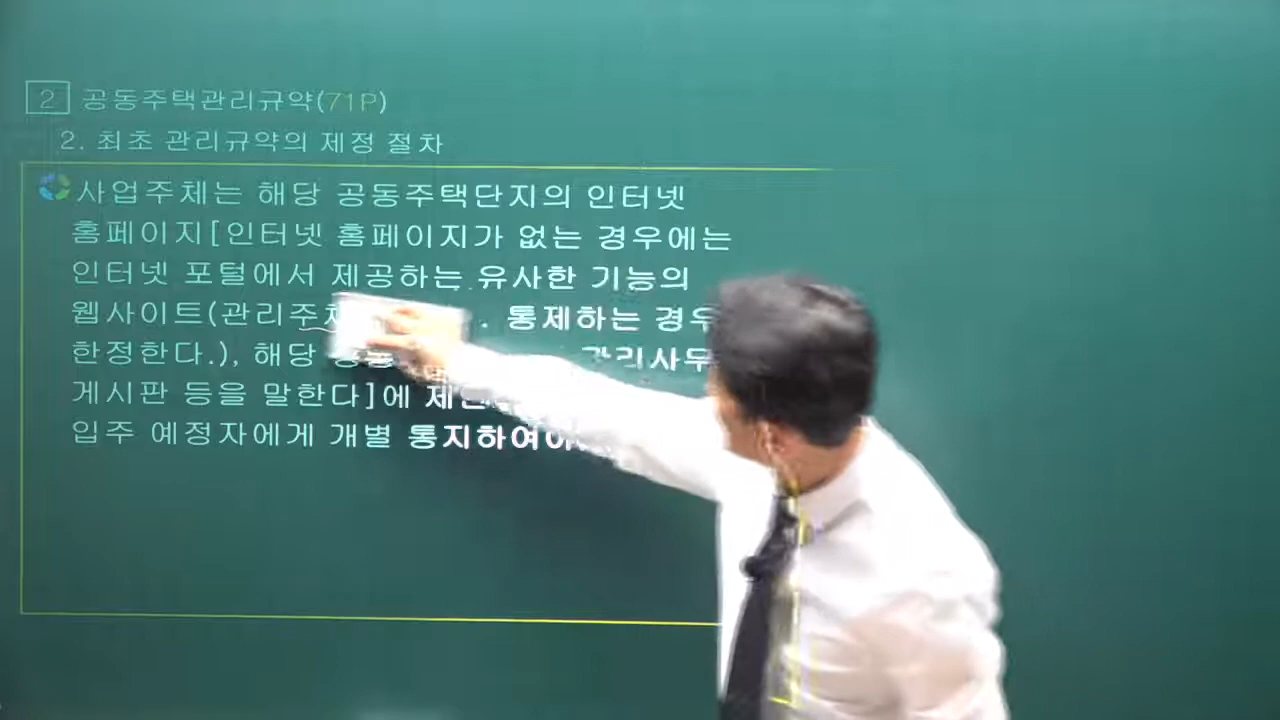 2 공동주택관리규약(71P)
2. 최초 관리규약의 제정 절차
사업주체는 해당 공동주택단지의 인터넷
홈페이지[인터넷 홈페이지가 없는 경우에는
인터넷 포털에서 제공하는 유사한 기능의
웹사이트(관리주체 통제하는 경우
한정한다.), 해당 관리사무
게시판 등을 말한다]에
입주 예정자에게 개별 통지하여야